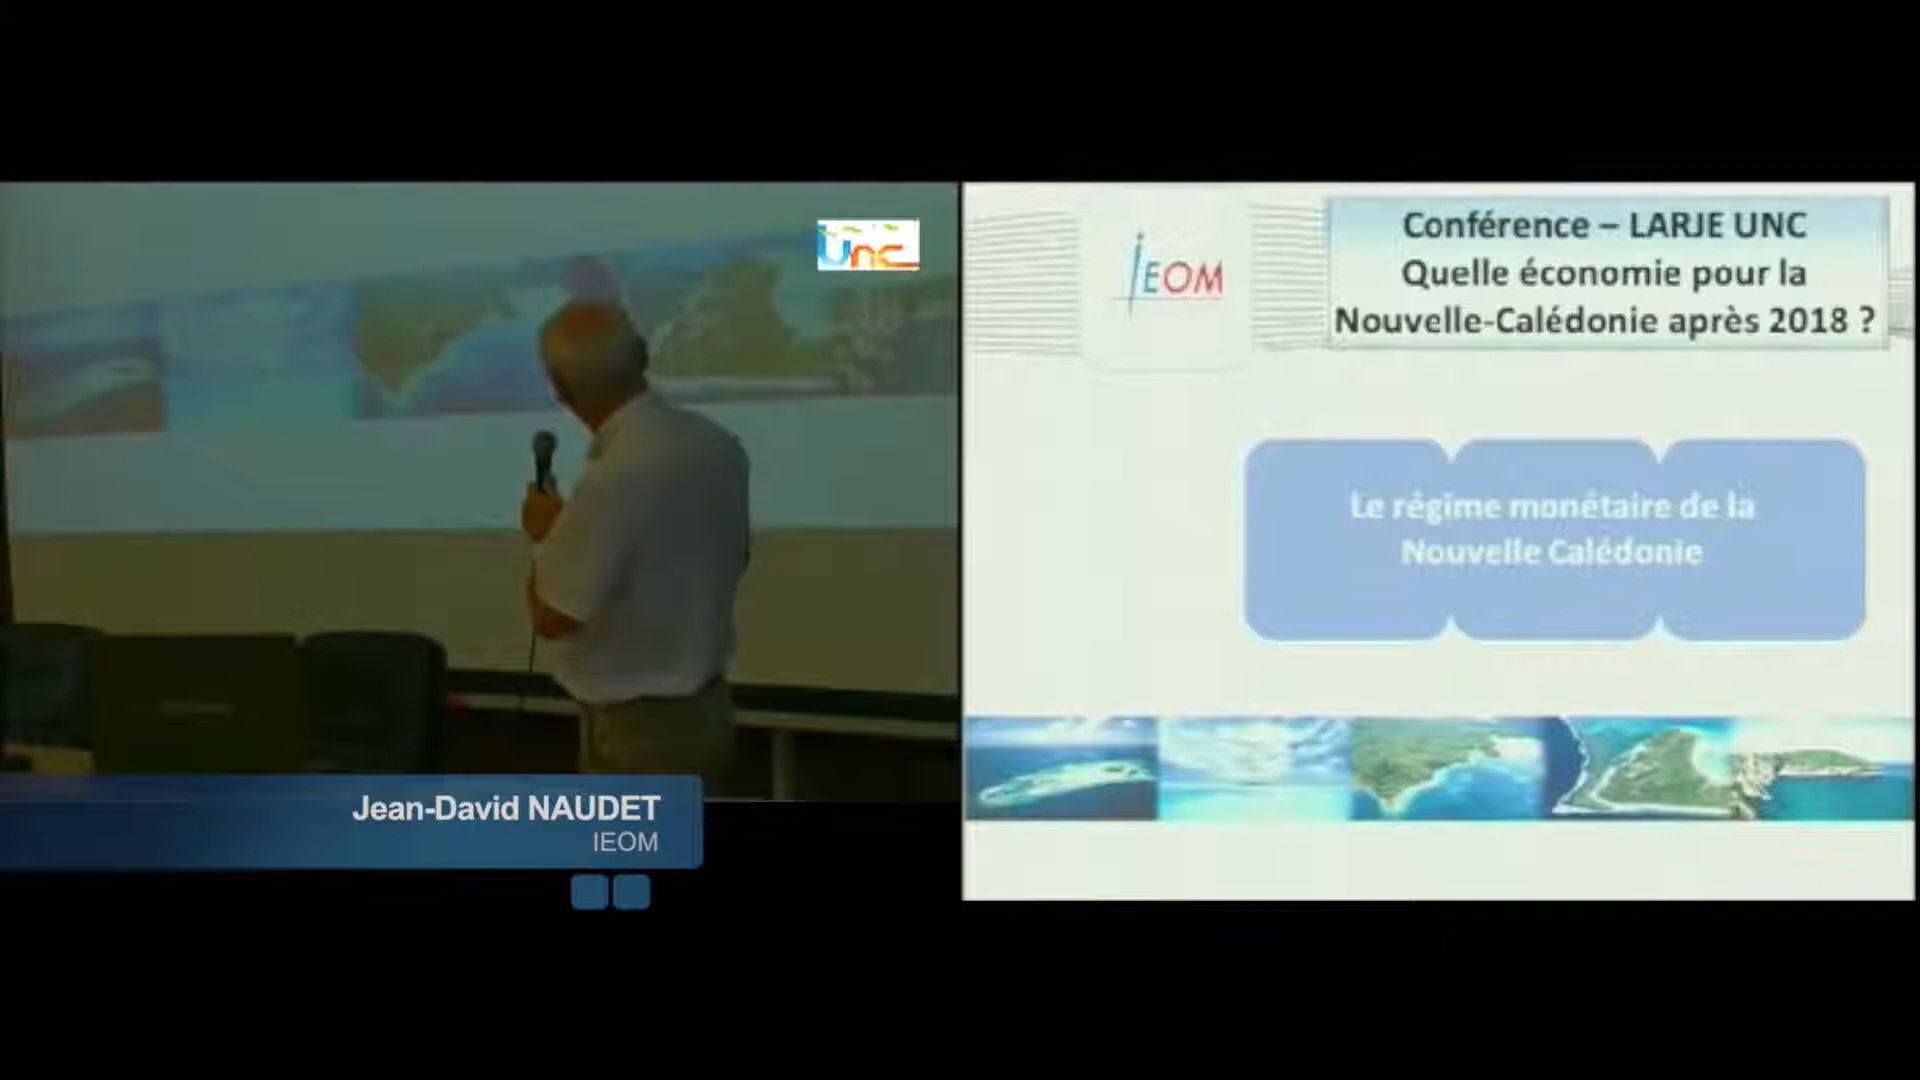 Unc
IEOM
Conférence – LARJE UNC
Quelle économie pour la
Nouvelle-Calédonie après 2018 ?
Le régime monétaire de la
Nouvelle Calédonie
Jean-David NAUDET
IEOM